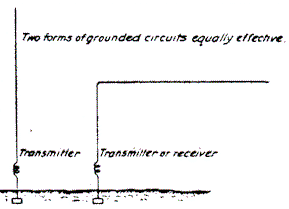 Two forms of grounded circuits equally effective.
Transmitter
Transmitter or receiver